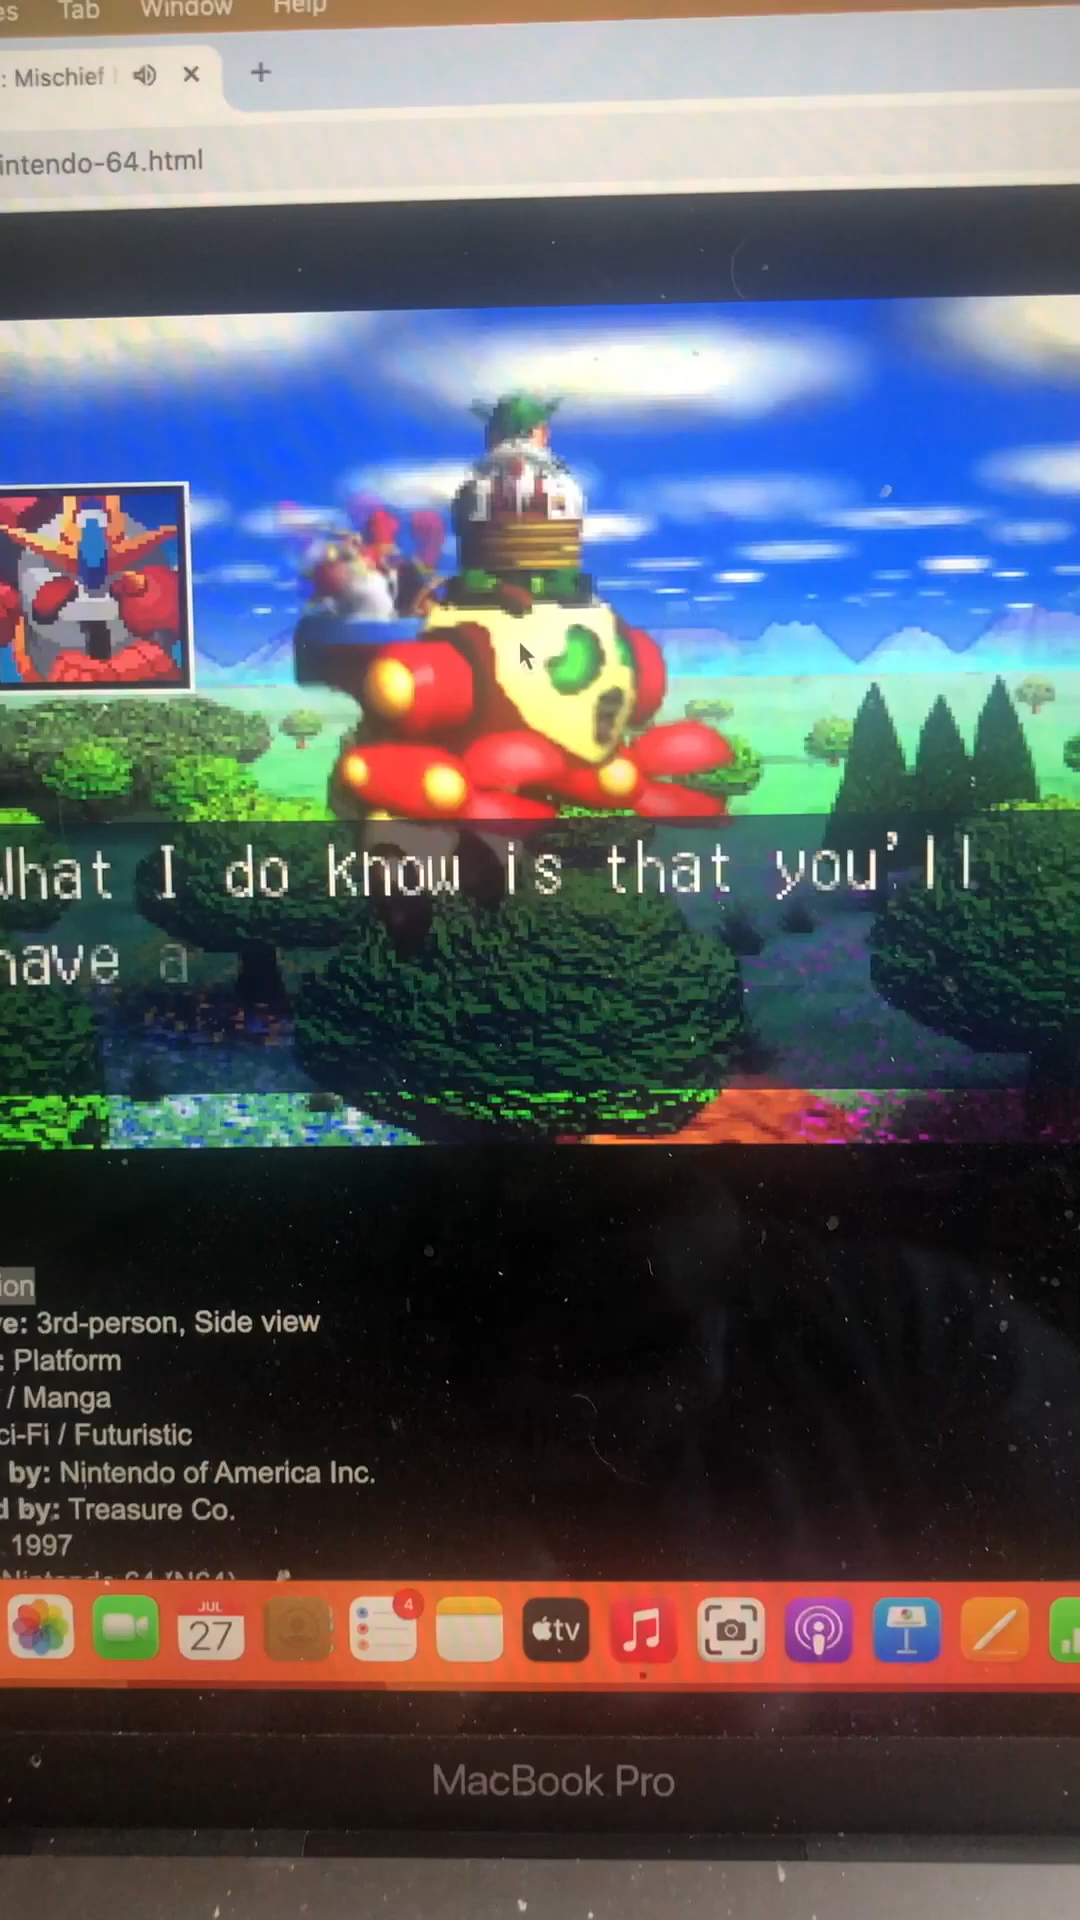 es Tab Window Help
: Mischief
intendo-64.html
What I do know is that you'll
have a
ion
e: 3rd-person, Side view
: Platform
/ Manga
ci-Fi / Futuristic
by: Nintendo of America Inc.
d by: Treasure Co.
1997
4
JUL
27
tv
MacBook Pro